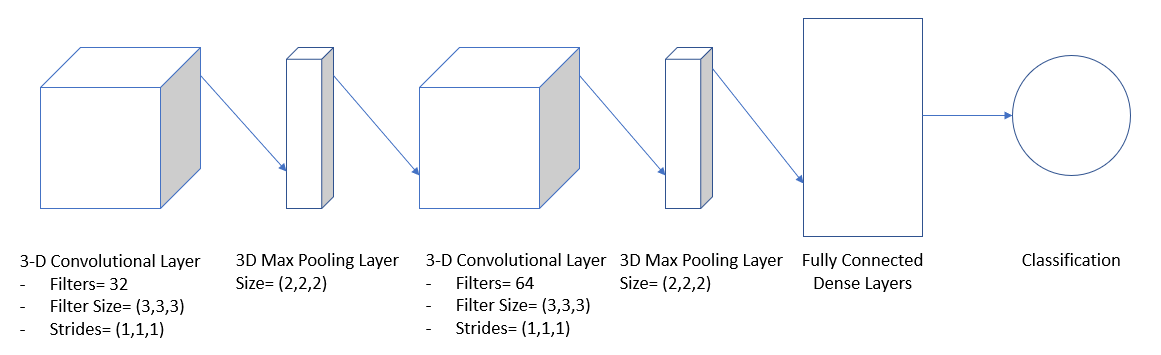 3-D Convolutional Layer
- Filters= 32
- Filter Size= (3,3,3)
- Strides= (1,1,1)
3D Max Pooling Layer
Size= (2,2,2)
3-D Convolutional Layer
- Filters= 64
- Filter Size= (3,3,3)
- Strides= (1,1,1)
3D Max Pooling Layer
Size= (2,2,2)
Fully Connected
Dense Layers
Classification